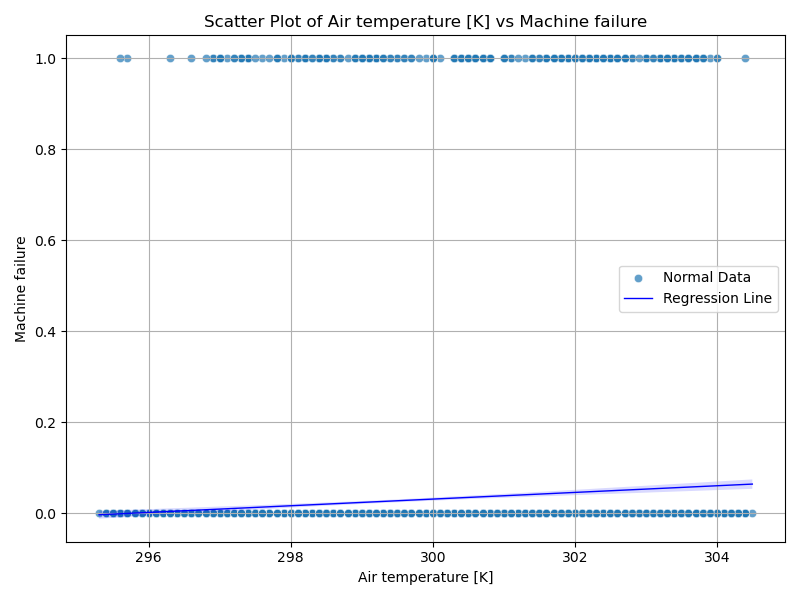 Scatter Plot of Air temperature [K] vs Machine failure
Machine failure
1.0
0.8
0.6
0.4
0.2
0.0
Normal Data
Regression Line
296 298 300 302 304
Air temperature [K]